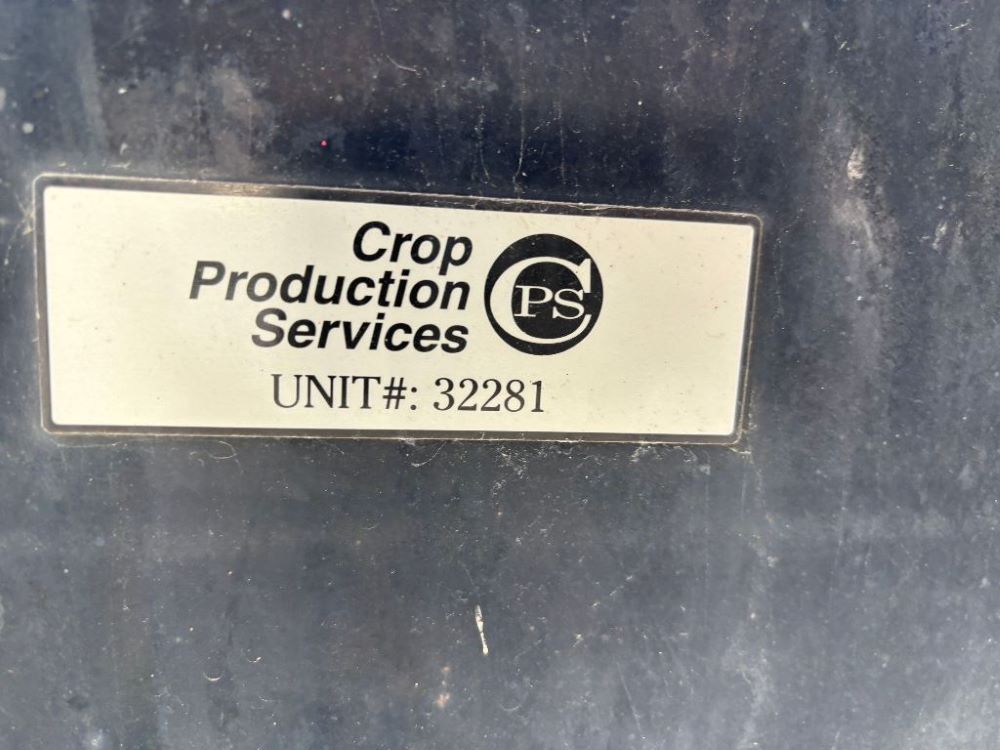 Crop
Production
Services
CPS
UNIT#: 32281